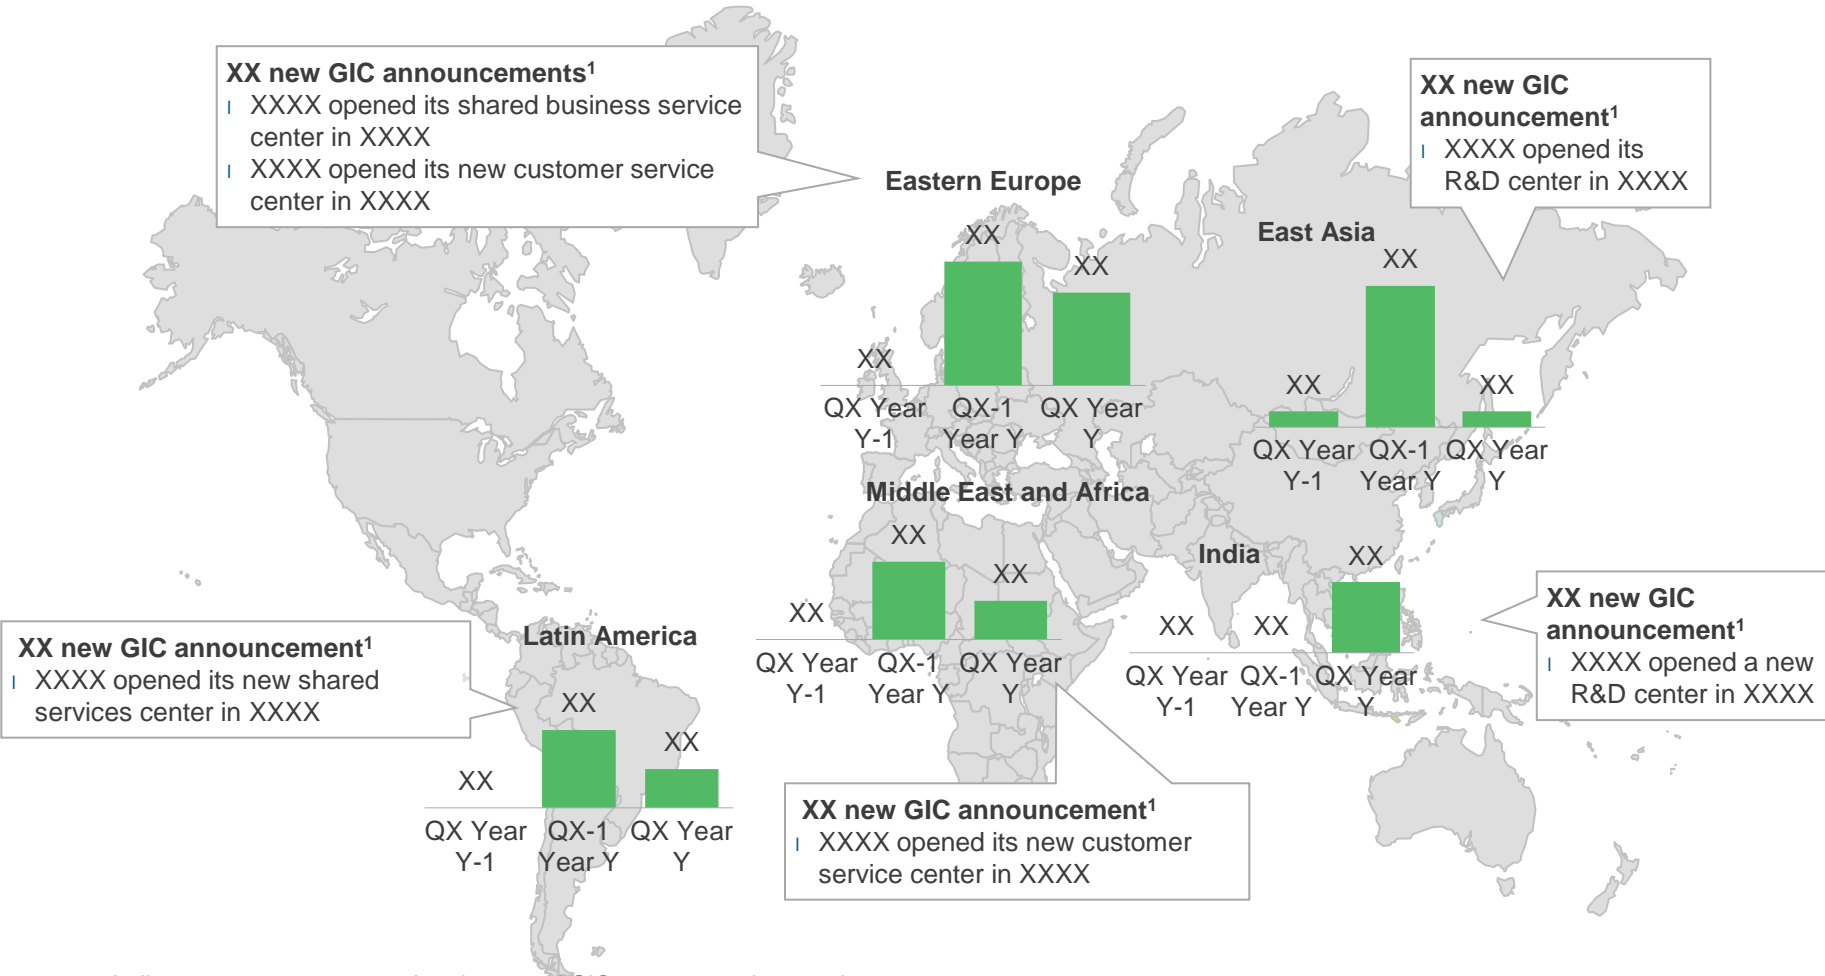 XX new GIC announcements¹
XXXX opened its shared business service
center in XXXX
XXXX opened its new customer service
center in XXXX
XX new GIC
announcement¹
XXXX opened its
R&D center in XXXX
Eastern Europe
XX
XX
XX
QX Year
Y-1
QX-1
Year Y
QX Year
Y
East Asia
XX
XX
XX
QX Year
Y-1
QX-1
Year Y
QX Year
Y
Middle East and Africa
XX
XX
XX
QX Year
Y-1
QX-1
Year Y
QX Year
Y
India
XX
XX
XX
QX Year
Y-1
QX-1
Year Y
QX Year
Y
XX new GIC
announcement¹
XXXX opened a new
R&D center in XXXX
XX new GIC announcement¹
XXXX opened its new shared
services center in XXXX
Latin America
XX
XX
XX
QX Year
Y-1
QX-1
Year Y
QX Year
Y
XX new GIC announcement¹
XXXX opened its new customer
service center in XXXX